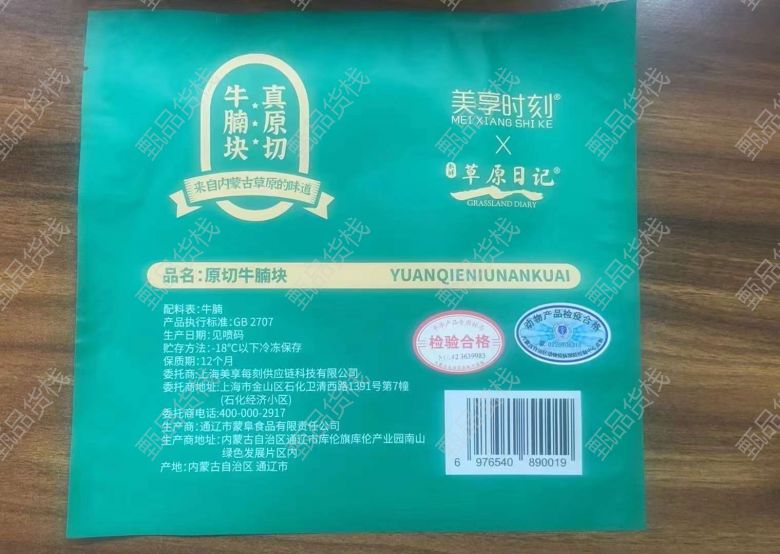 真原切
牛腩块
来自内蒙古草原的味道
美享时刻®
MEIXIANG SHI KE
X
草原日记®
GRASSLAND DIARY
品名:原切牛腩块 YUANQIENIUNANKUAI
配料表:牛腩
产品执行标准:GB 2707
生产日期:见喷码
贮存方法:-18℃以下冷冻保存
保质期:12个月
委托商:上海美享每刻供应链科技有限公司
委托商地址:上海市金山区石化卫清西路1391号第7幢
(石化经济小区)
委托商电话:400-000-2917
生产商:通辽市蒙阜食品有限责任公司
生产商地址:内蒙古自治区通辽市库伦旗库伦产业园南山
绿色发展片区内
产地:内蒙古自治区 通辽市
检验合格
动物产品检疫合格
6 976540 890019
甄品货栈